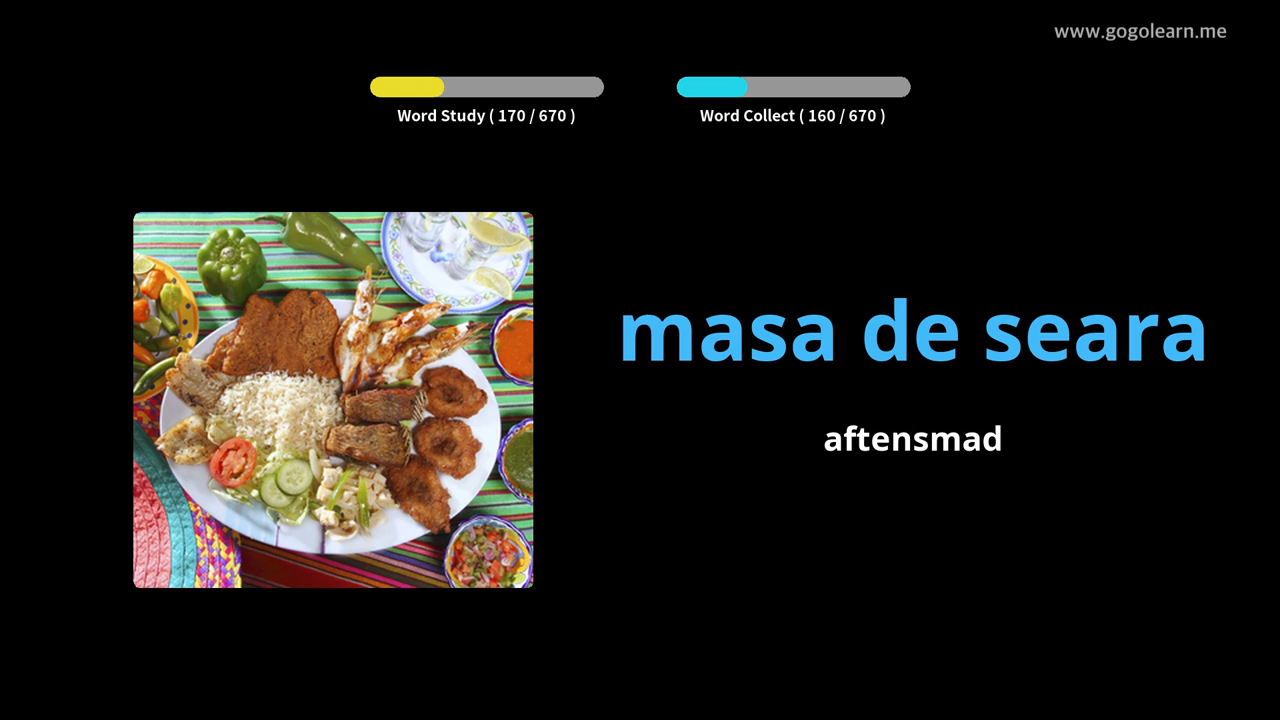 www.gogolearn.me
Word Study ( 170 / 670 )
Word Collect ( 160 / 670 )
masa de seara
aftensmad